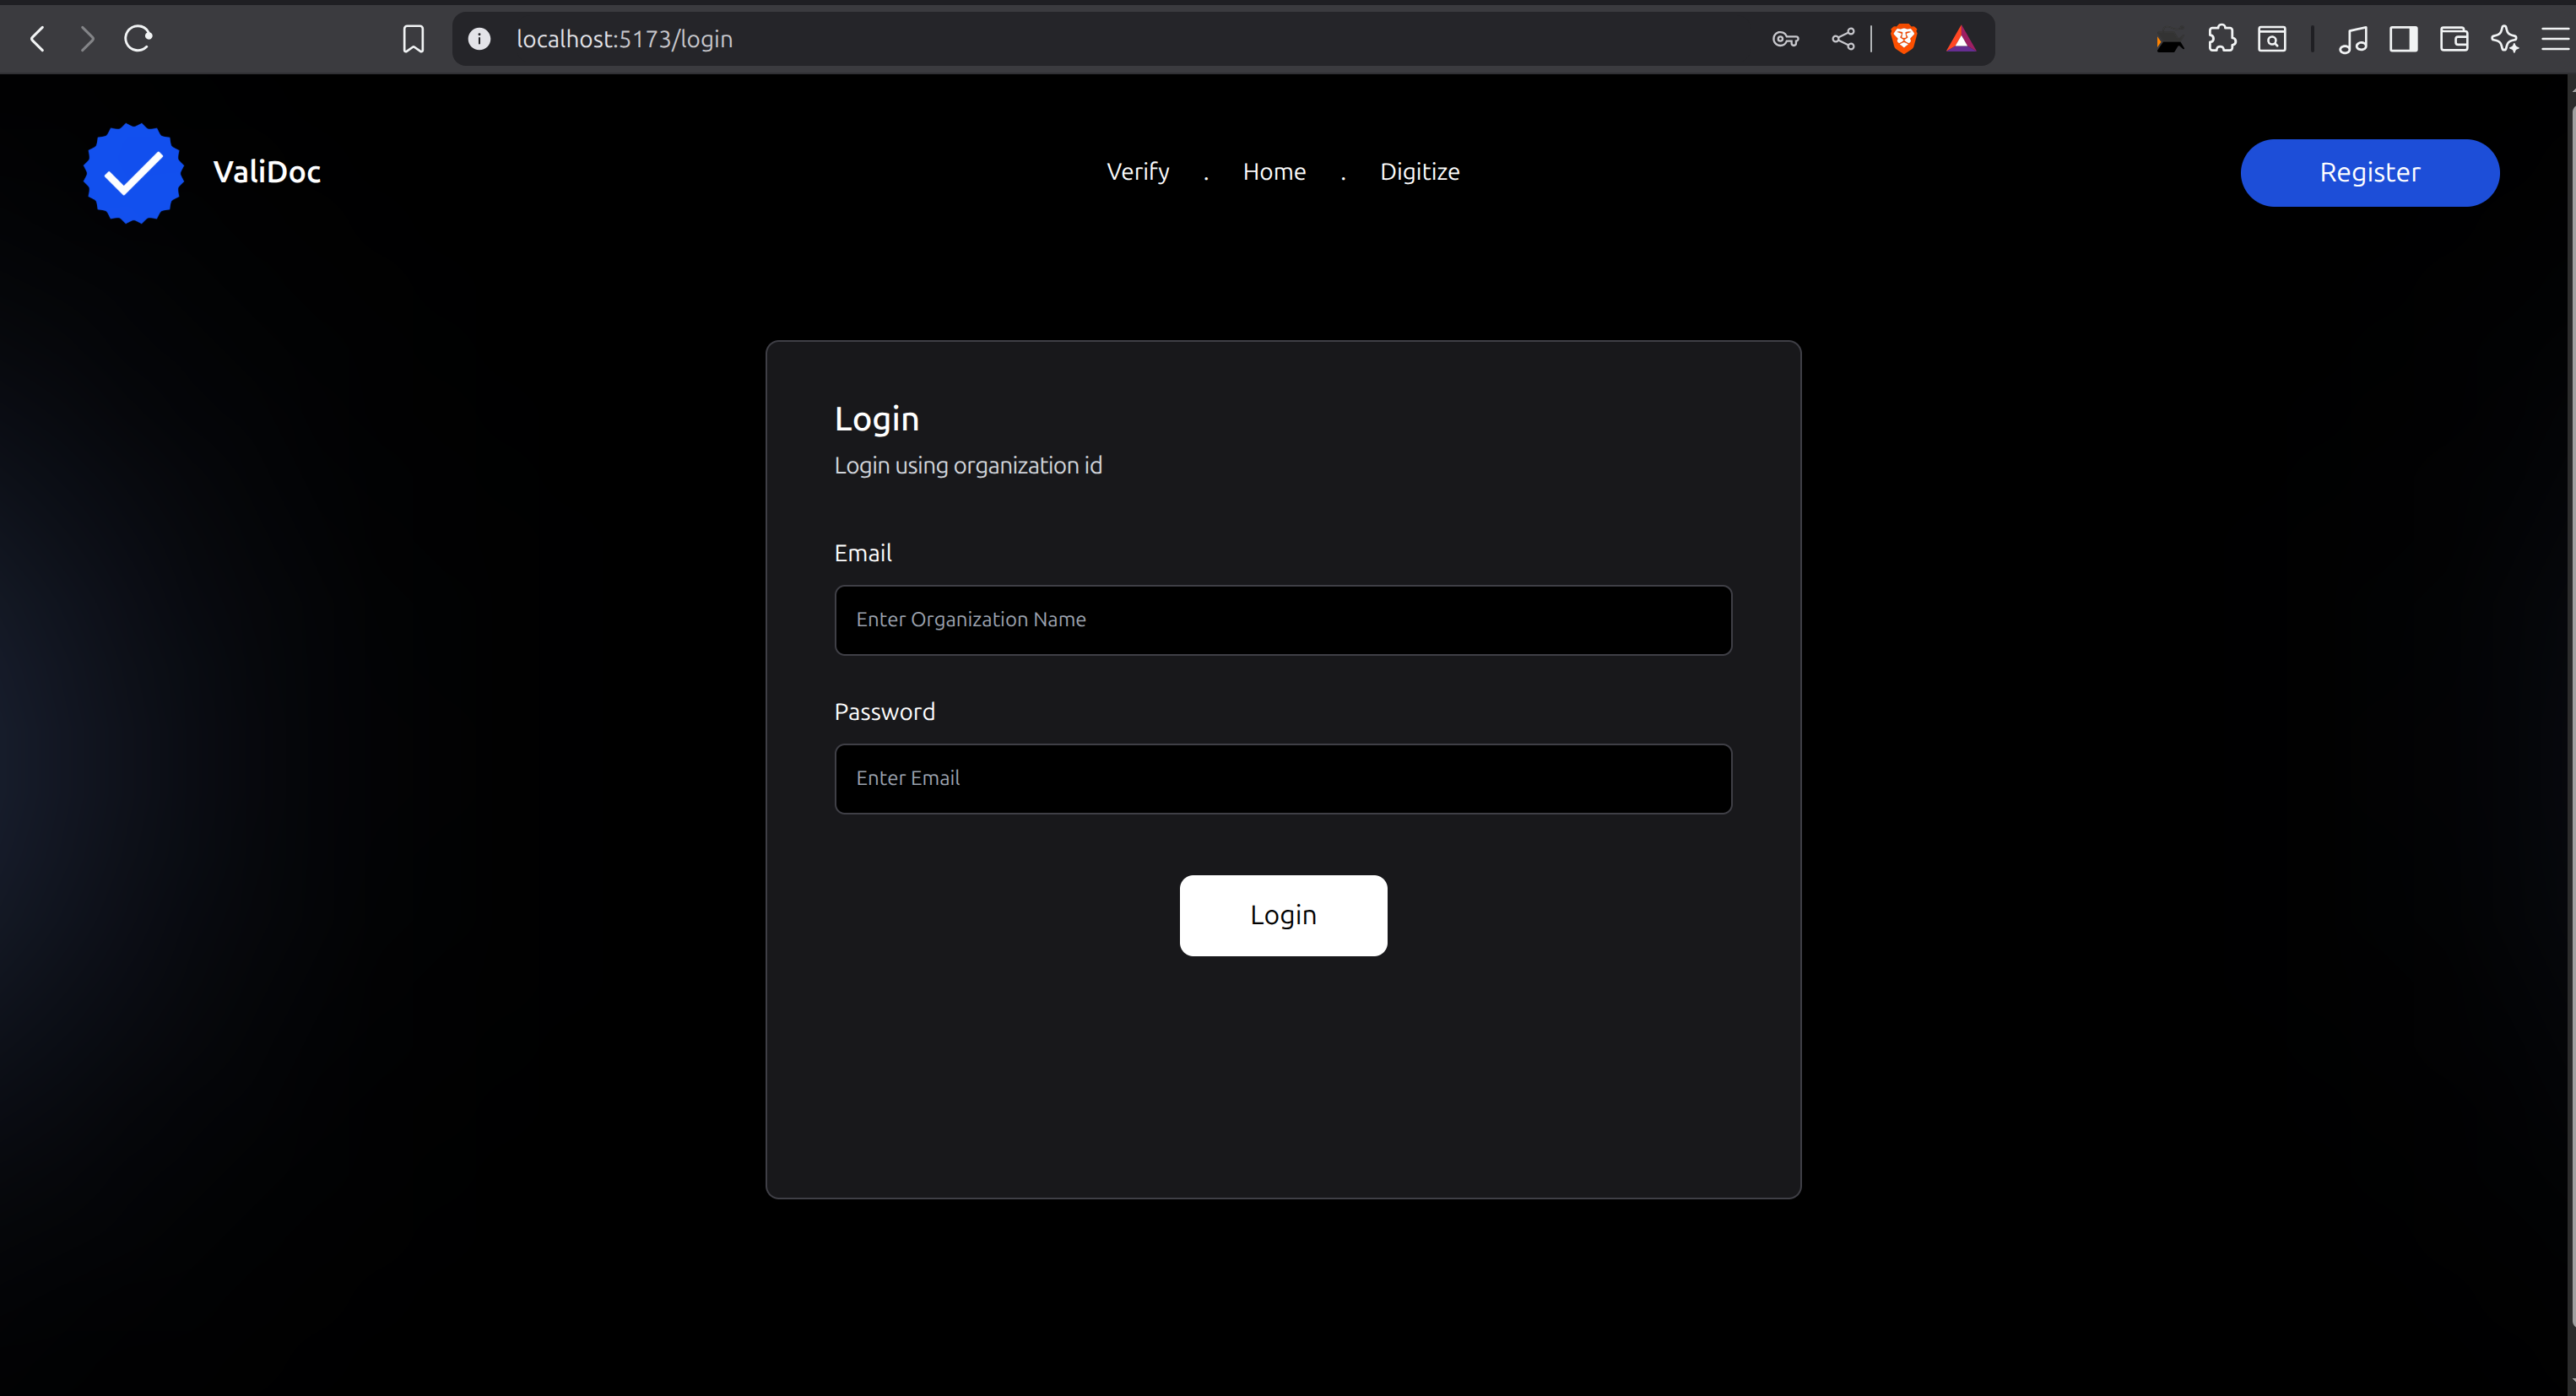 localhost:5173/login
ValiDoc
Verify . Home . Digitize
Register
Login
Login using organization id
Email
Enter Organization Name
Password
Enter Email
Login